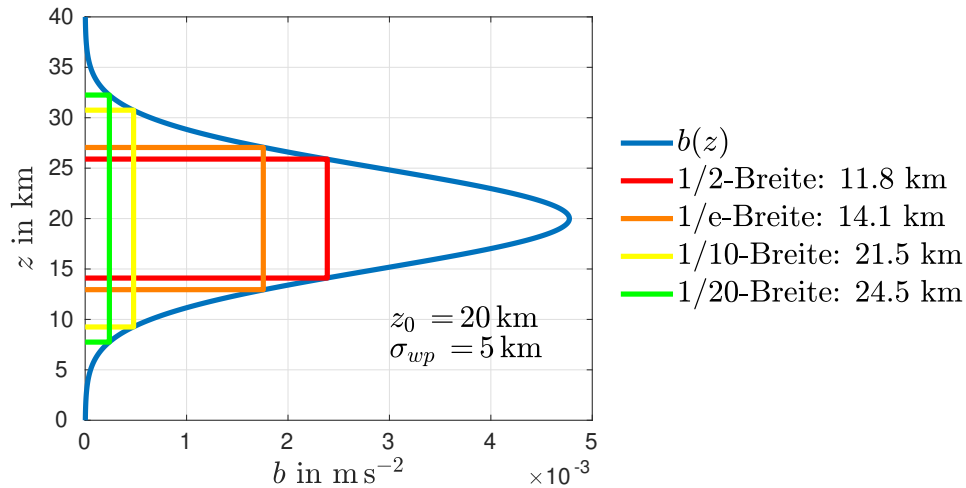 40
35
30
25
20
15
10
5
0
z in km
0 1 2 3 4 5
×10⁻³
b in m s⁻²
z₀ = 20 km
σ_wp = 5 km
b(z)
1/2-Breite: 11.8 km
1/e-Breite: 14.1 km
1/10-Breite: 21.5 km
1/20-Breite: 24.5 km